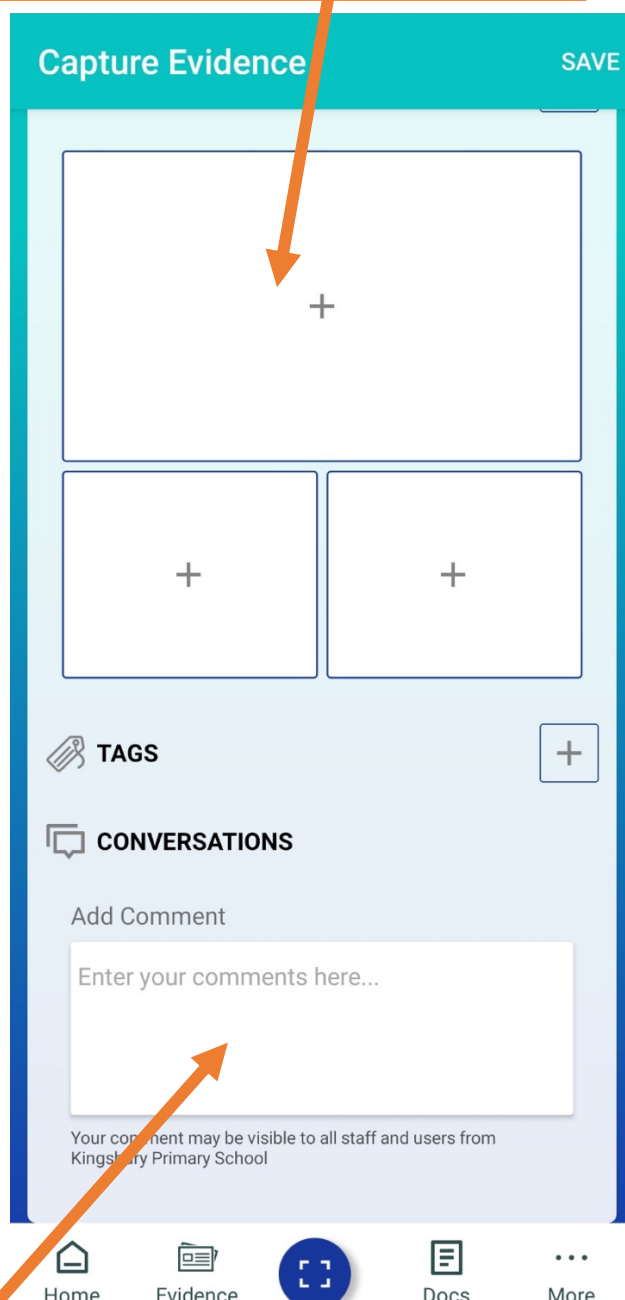 Capture Evidence
SAVE
+
+
+
TAGS
+
CONVERSATIONS
Add Comment
Enter your comments here...
Your comment may be visible to all staff and users from
Kingsbury Primary School
Home
Evidence
Docs
More